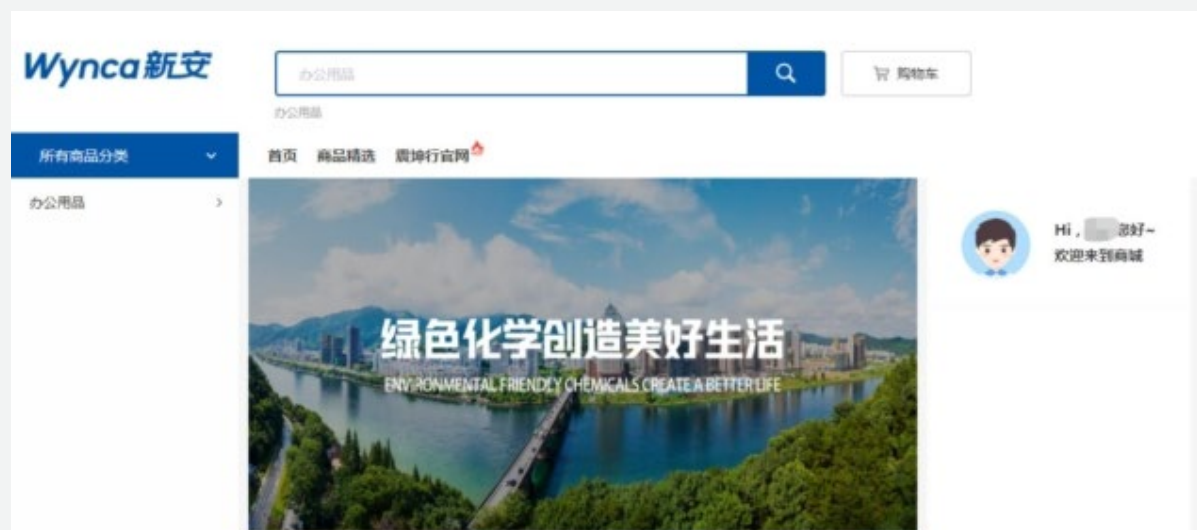 Wynca新安
办公用品
购物车
办公用品
所有商品分类
首页 商品精选 震坤行官网
办公用品
Hi，您好~
欢迎来到商城
绿色化学创造美好生活
ENVIRONMENTAL FRIENDLY CHEMICALS CREATE A BETTER LIFE